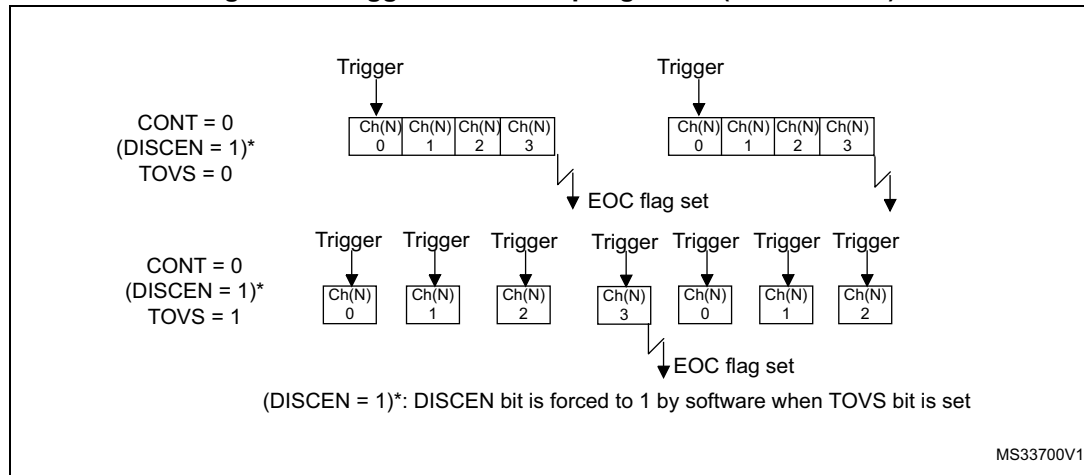 Trigger Trigger
CONT = 0
(DISCEN = 1)*
TOVS = 0
Ch(N) Ch(N) Ch(N) Ch(N) Ch(N) Ch(N) Ch(N) Ch(N)
0 1 2 3 0 1 2 3
EOC flag set
Trigger Trigger Trigger Trigger Trigger Trigger Trigger
CONT = 0
(DISCEN = 1)*
TOVS = 1
Ch(N) Ch(N) Ch(N) Ch(N) Ch(N) Ch(N) Ch(N)
0 1 2 3 0 1 2
EOC flag set
(DISCEN = 1)*: DISCEN bit is forced to 1 by software when TOVS bit is set
MS33700V1